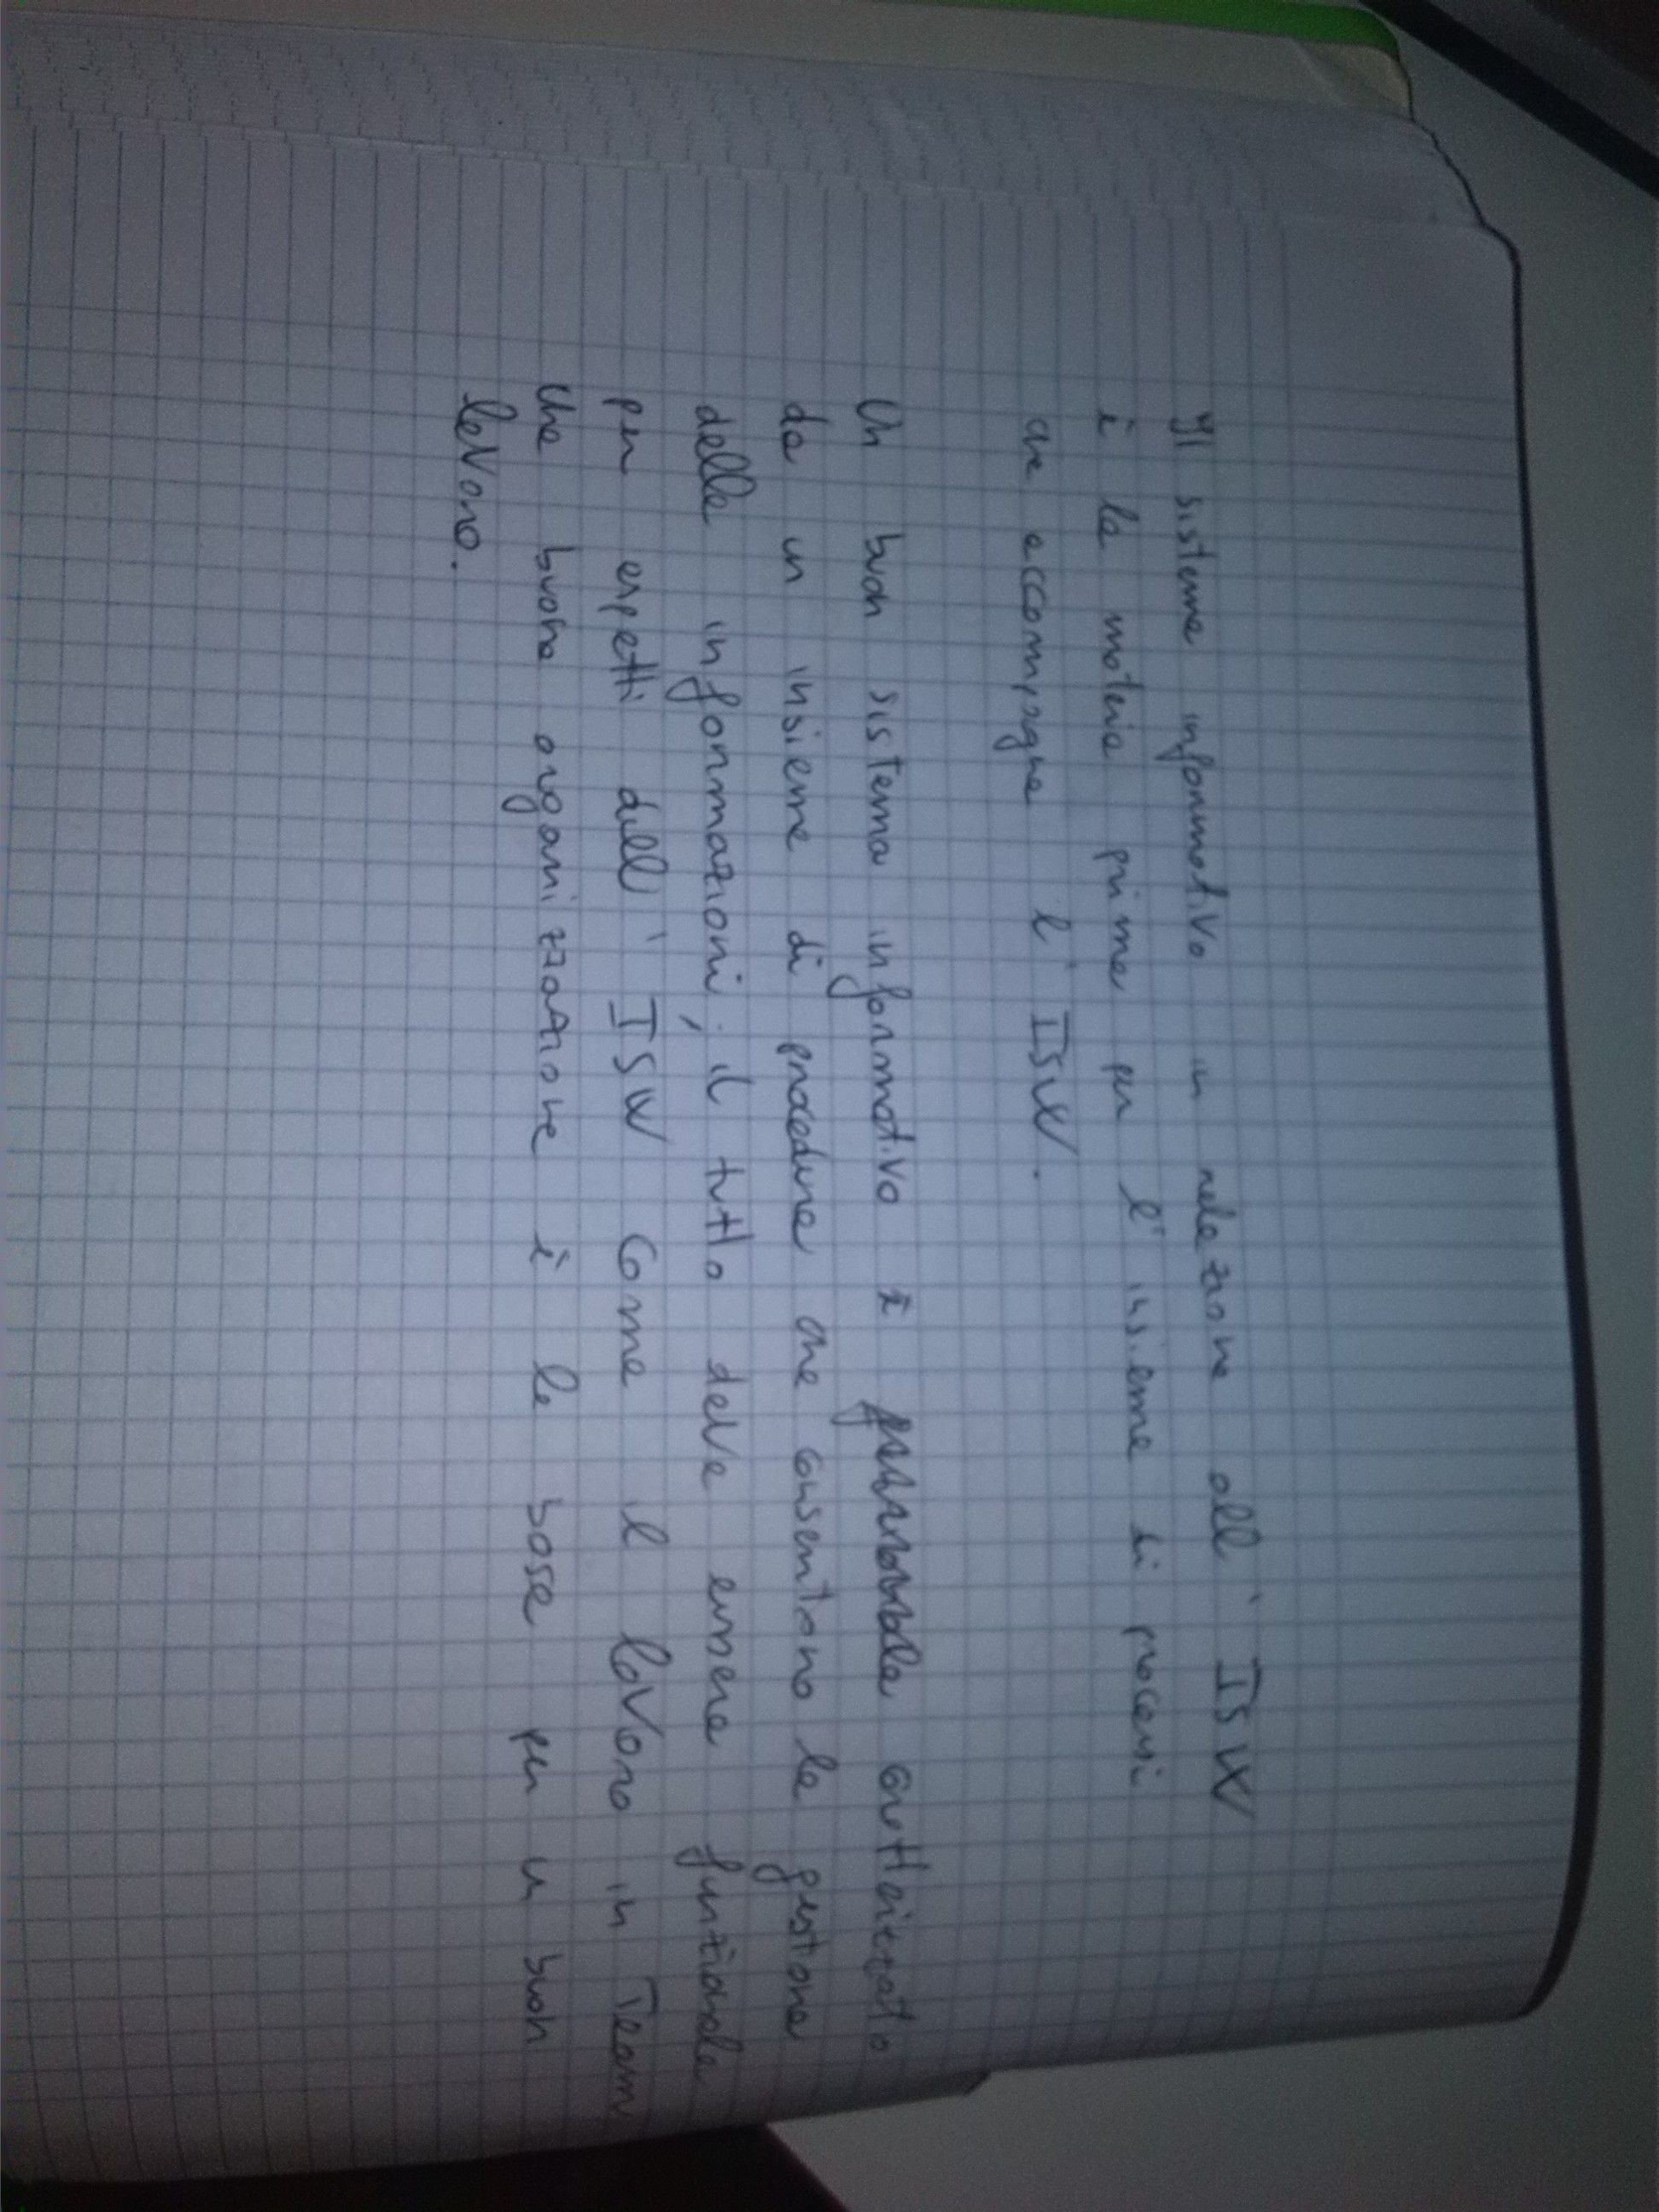 Il sistema informativo in relazione all' ISW
è la materia prima per l' insieme di processi
che accompagna l' ISW.
Un buon sistema informativo è caratterizzato
da un insieme di procedure che consentono la gestione
delle informazioni; il tutto deve essere funzionale
per aspetti dell' ISW come il lavoro in Team
Una buona organizzazione è la base per un buon
lavoro.